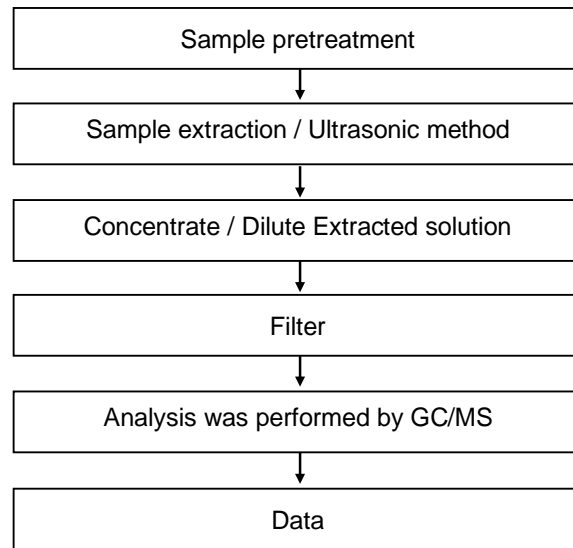 Sample pretreatment
Sample extraction / Ultrasonic method
Concentrate / Dilute Extracted solution
Filter
Analysis was performed by GC/MS
Data